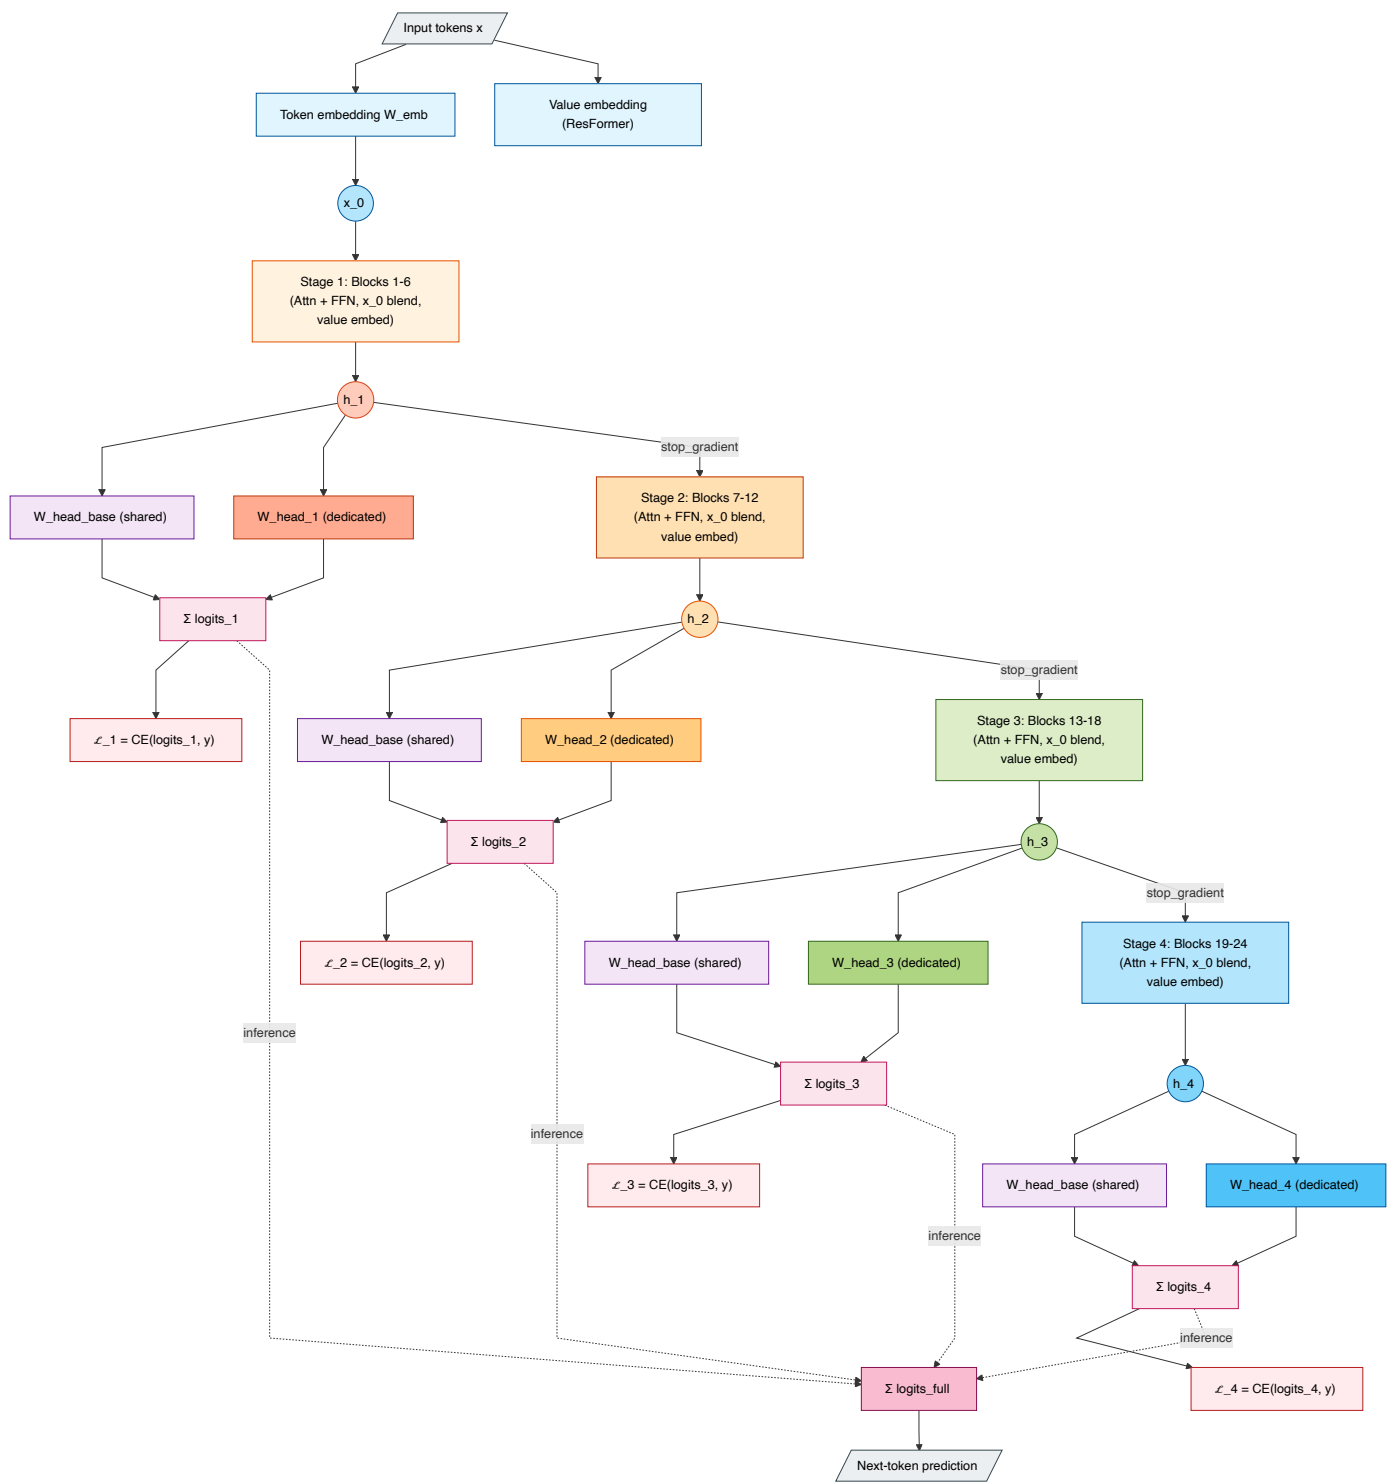 Input tokens x
Token embedding W_emb
Value embedding
(ResFormer)
x_0
Stage 1: Blocks 1-6
(Attn + FFN, x_0 blend,
value embed)
h_1
stop_gradient
W_head_base (shared)
W_head_1 (dedicated)
Stage 2: Blocks 7-12
(Attn + FFN, x_0 blend,
value embed)
Σ logits_1
h_2
stop_gradient
ℒ_1 = CE(logits_1, y)
W_head_base (shared)
W_head_2 (dedicated)
Stage 3: Blocks 13-18
(Attn + FFN, x_0 blend,
value embed)
Σ logits_2
h_3
stop_gradient
ℒ_2 = CE(logits_2, y)
W_head_base (shared)
W_head_3 (dedicated)
Stage 4: Blocks 19-24
(Attn + FFN, x_0 blend,
value embed)
inference
Σ logits_3
h_4
inference
ℒ_3 = CE(logits_3, y)
W_head_base (shared)
W_head_4 (dedicated)
inference
Σ logits_4
inference
Σ logits_full
ℒ_4 = CE(logits_4, y)
Next-token prediction